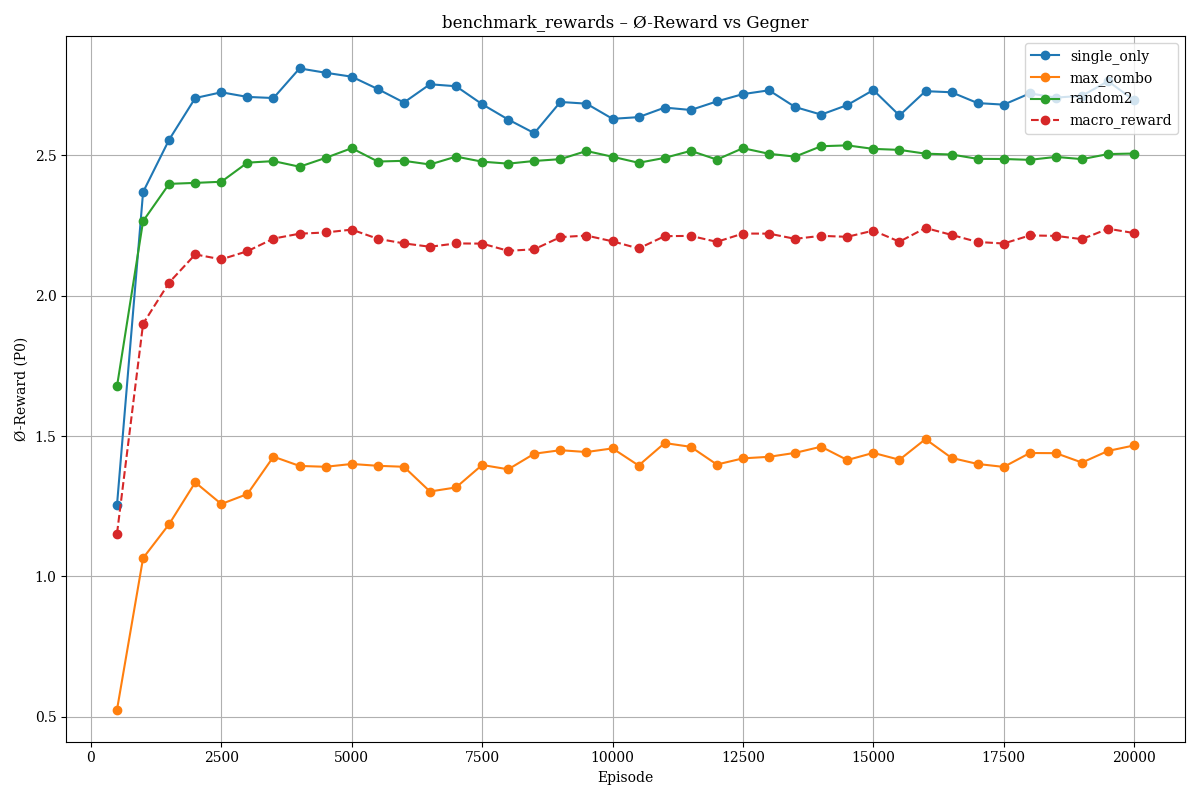 benchmark_rewards – Ø-Reward vs Gegner
single_only
max_combo
random2
macro_reward
Ø-Reward (P0)
2.5
2.0
1.5
1.0
0.5
0 2500 5000 7500 10000 12500 15000 17500 20000
Episode